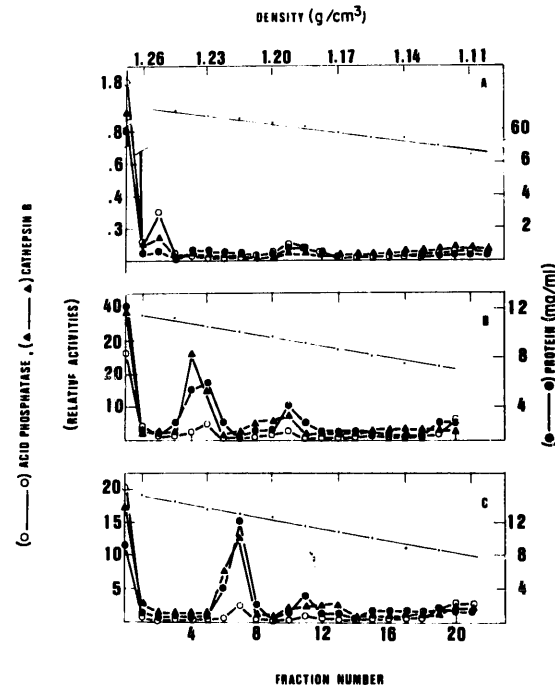 DENSITY (g/cm³)
1.26 1.23 1.20 1.17 1.14 1.11
A
1.8
.8
.6
.4
.3
60
6
4
2
B
40
20
20
10
12
8
4
C
20
15
10
5
12
8
4
4 8 12 16 20
FRACTION NUMBER
(○——○) ACID PHOSPHATASE, (▲——▲) CATHEPSIN B
(RELATIVE ACTIVITIES)
(●——●) PROTEIN (mg/ml)